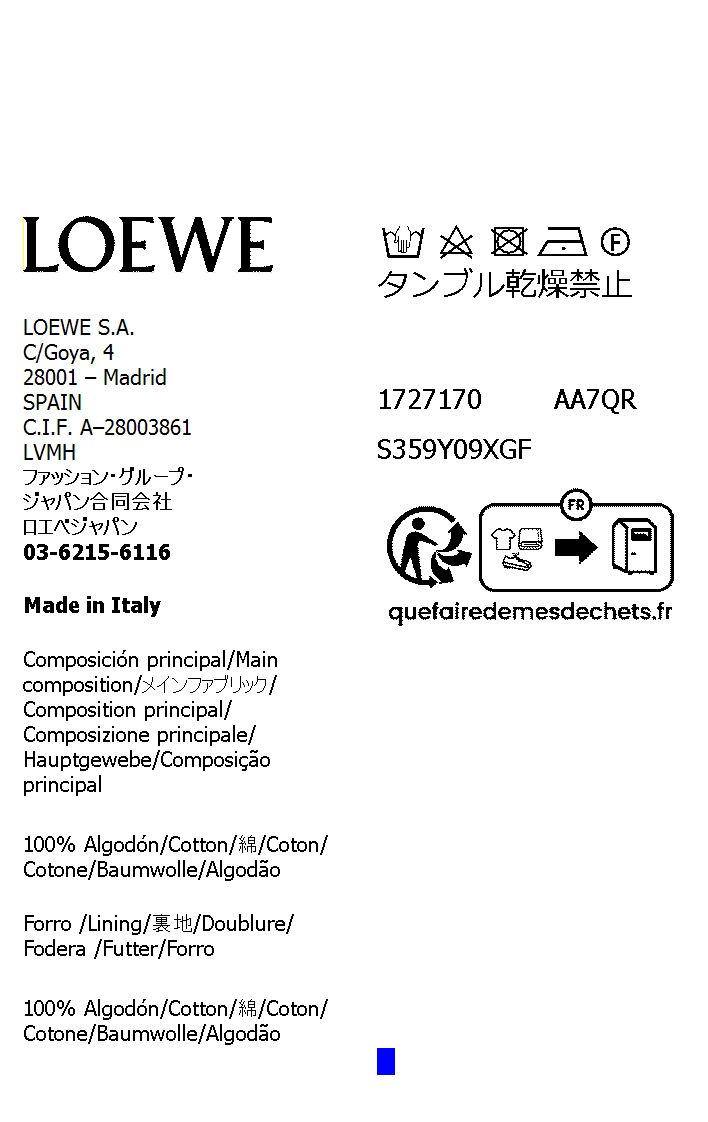 LOEWE
LOEWE S.A.
C/Goya, 4
28001 – Madrid
SPAIN
C.I.F. A–28003861
LVMH
ファッション・グループ・
ジャパン合同会社
ロエベジャパン
03-6215-6116
Made in Italy
Composición principal/Main
composition/メインファブリック/
Composition principal/
Composizione principale/
Hauptgewebe/Composição
principal
100% Algodón/Cotton/綿/Coton/
Cotone/Baumwolle/Algodão
Forro /Lining/裏地/Doublure/
Fodera /Futter/Forro
100% Algodón/Cotton/綿/Coton/
Cotone/Baumwolle/Algodão
F
タンブル乾燥禁止
1727170 AA7QR
S359Y09XGF
FR
quefairedemesdechets.fr